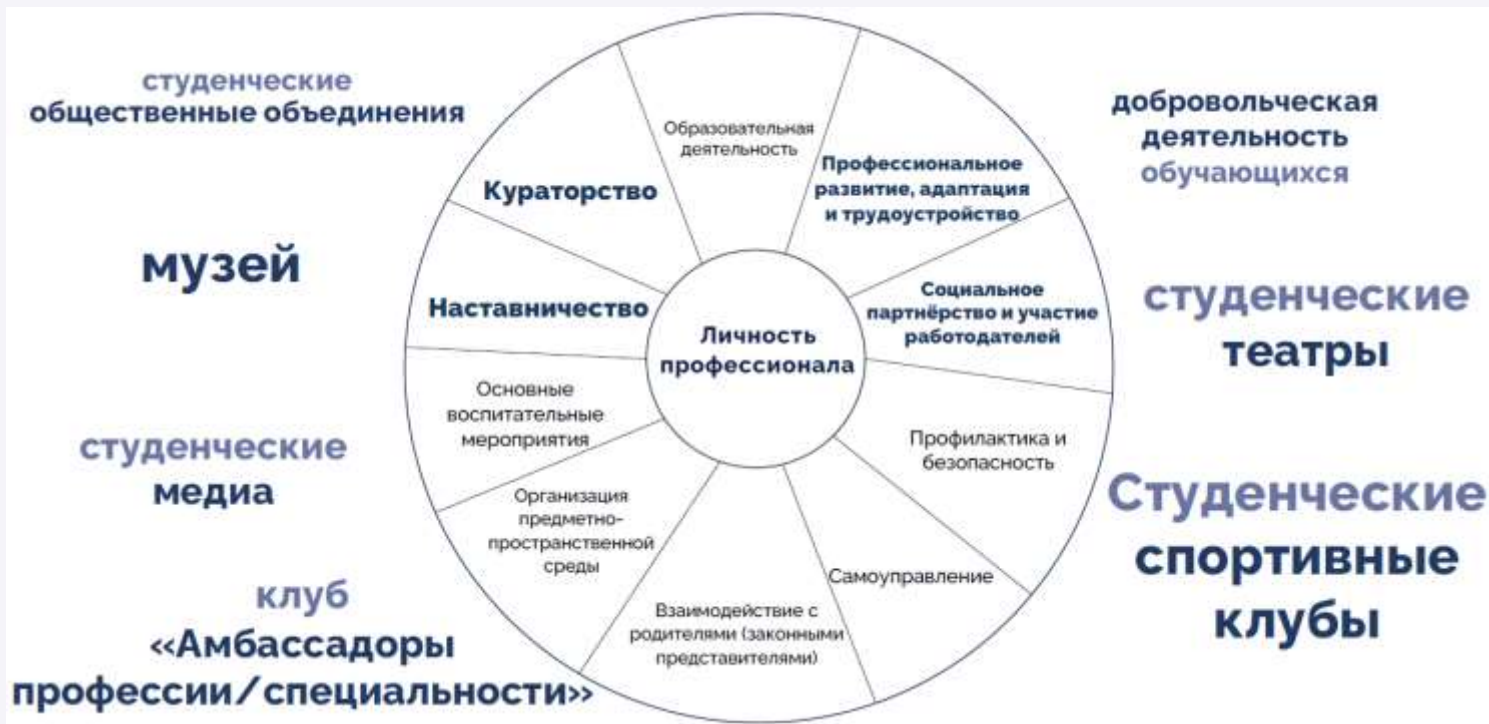 студенческие
общественные объединения
музей
студенческие
медиа
клуб
«Амбассадоры
профессии/специальности»
Образовательная
деятельность
Профессиональное
развитие, адаптация
и трудоустройство
Социальное
партнёрство и участие
работодателей
Профилактика и
безопасность
Самоуправление
Взаимодействие с
родителями (законными
представителями)
Организация
предметно-
пространственной
среды
Основные
воспитательные
мероприятия
Наставничество
Кураторство
Личность
профессионала
добровольческая
деятельность
обучающихся
студенческие
театры
Студенческие
спортивные
клубы